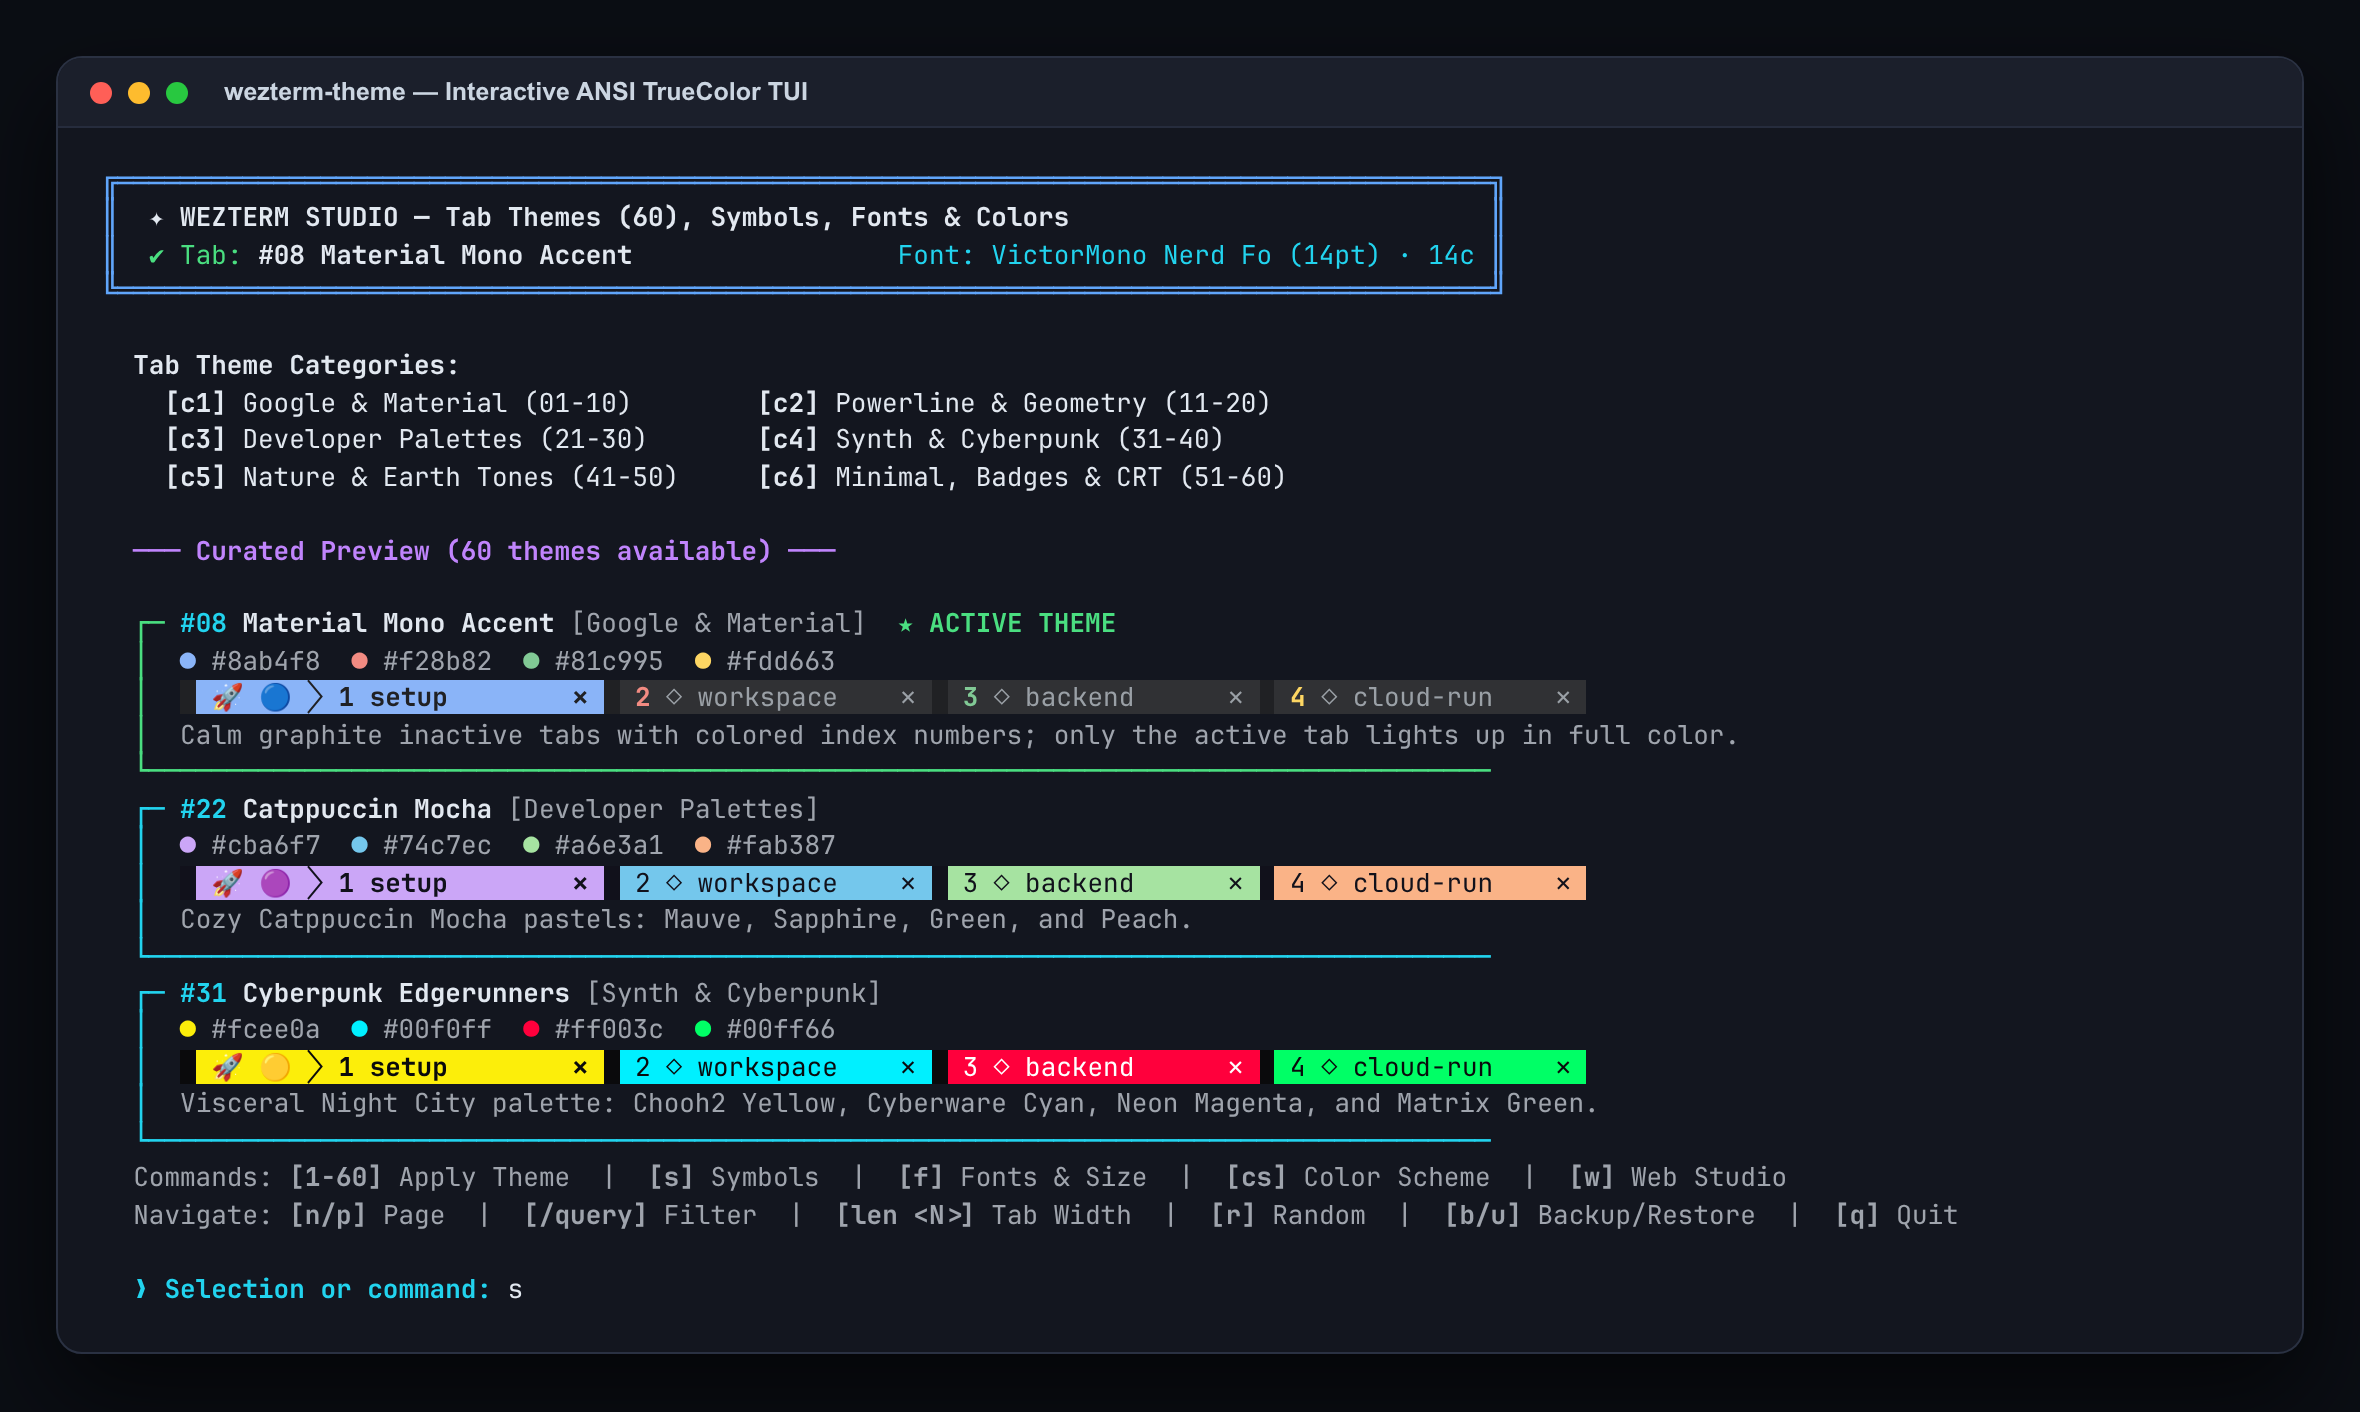 wezterm-theme — Interactive ANSI TrueColor TUI
✦ WEZTERM STUDIO — Tab Themes (60), Symbols, Fonts & Colors
✔ Tab: #08 Material Mono Accent Font: VictorMono Nerd Fo (14pt) · 14c
Tab Theme Categories:
[c1] Google & Material (01-10) [c2] Powerline & Geometry (11-20)
[c3] Developer Palettes (21-30) [c4] Synth & Cyberpunk (31-40)
[c5] Nature & Earth Tones (41-50) [c6] Minimal, Badges & CRT (51-60)
─── Curated Preview (60 themes available) ───
#08 Material Mono Accent [Google & Material] ★ ACTIVE THEME
● #8ab4f8 ● #f28b82 ● #81c995 ● #fdd663
🚀 🔵 1 setup × 2 ◇ workspace × 3 ◇ backend × 4 ◇ cloud-run ×
Calm graphite inactive tabs with colored index numbers; only the active tab lights up in full color.
#22 Catppuccin Mocha [Developer Palettes]
● #cba6f7 ● #74c7ec ● #a6e3a1 ● #fab387
🚀 🟣 1 setup × 2 ◇ workspace × 3 ◇ backend × 4 ◇ cloud-run ×
Cozy Catppuccin Mocha pastels: Mauve, Sapphire, Green, and Peach.
#31 Cyberpunk Edgerunners [Synth & Cyberpunk]
● #fcee0a ● #00f0ff ● #ff003c ● #00ff66
🚀 🟡 1 setup × 2 ◇ workspace × 3 ◇ backend × 4 ◇ cloud-run ×
Visceral Night City palette: Chooh2 Yellow, Cyberware Cyan, Neon Magenta, and Matrix Green.
Commands: [1-60] Apply Theme | [s] Symbols | [f] Fonts & Size | [cs] Color Scheme | [w] Web Studio
Navigate: [n/p] Page | [/query] Filter | [len <N>] Tab Width | [r] Random | [b/u] Backup/Restore | [q] Quit
❯ Selection or command: s